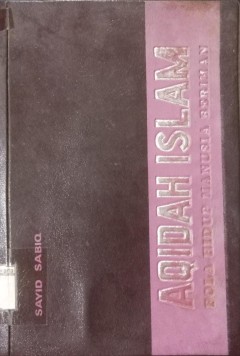 AQIDAH ISLAM
POLA HIDUP MANUSIA BERIMAN
SAYID SABIQ